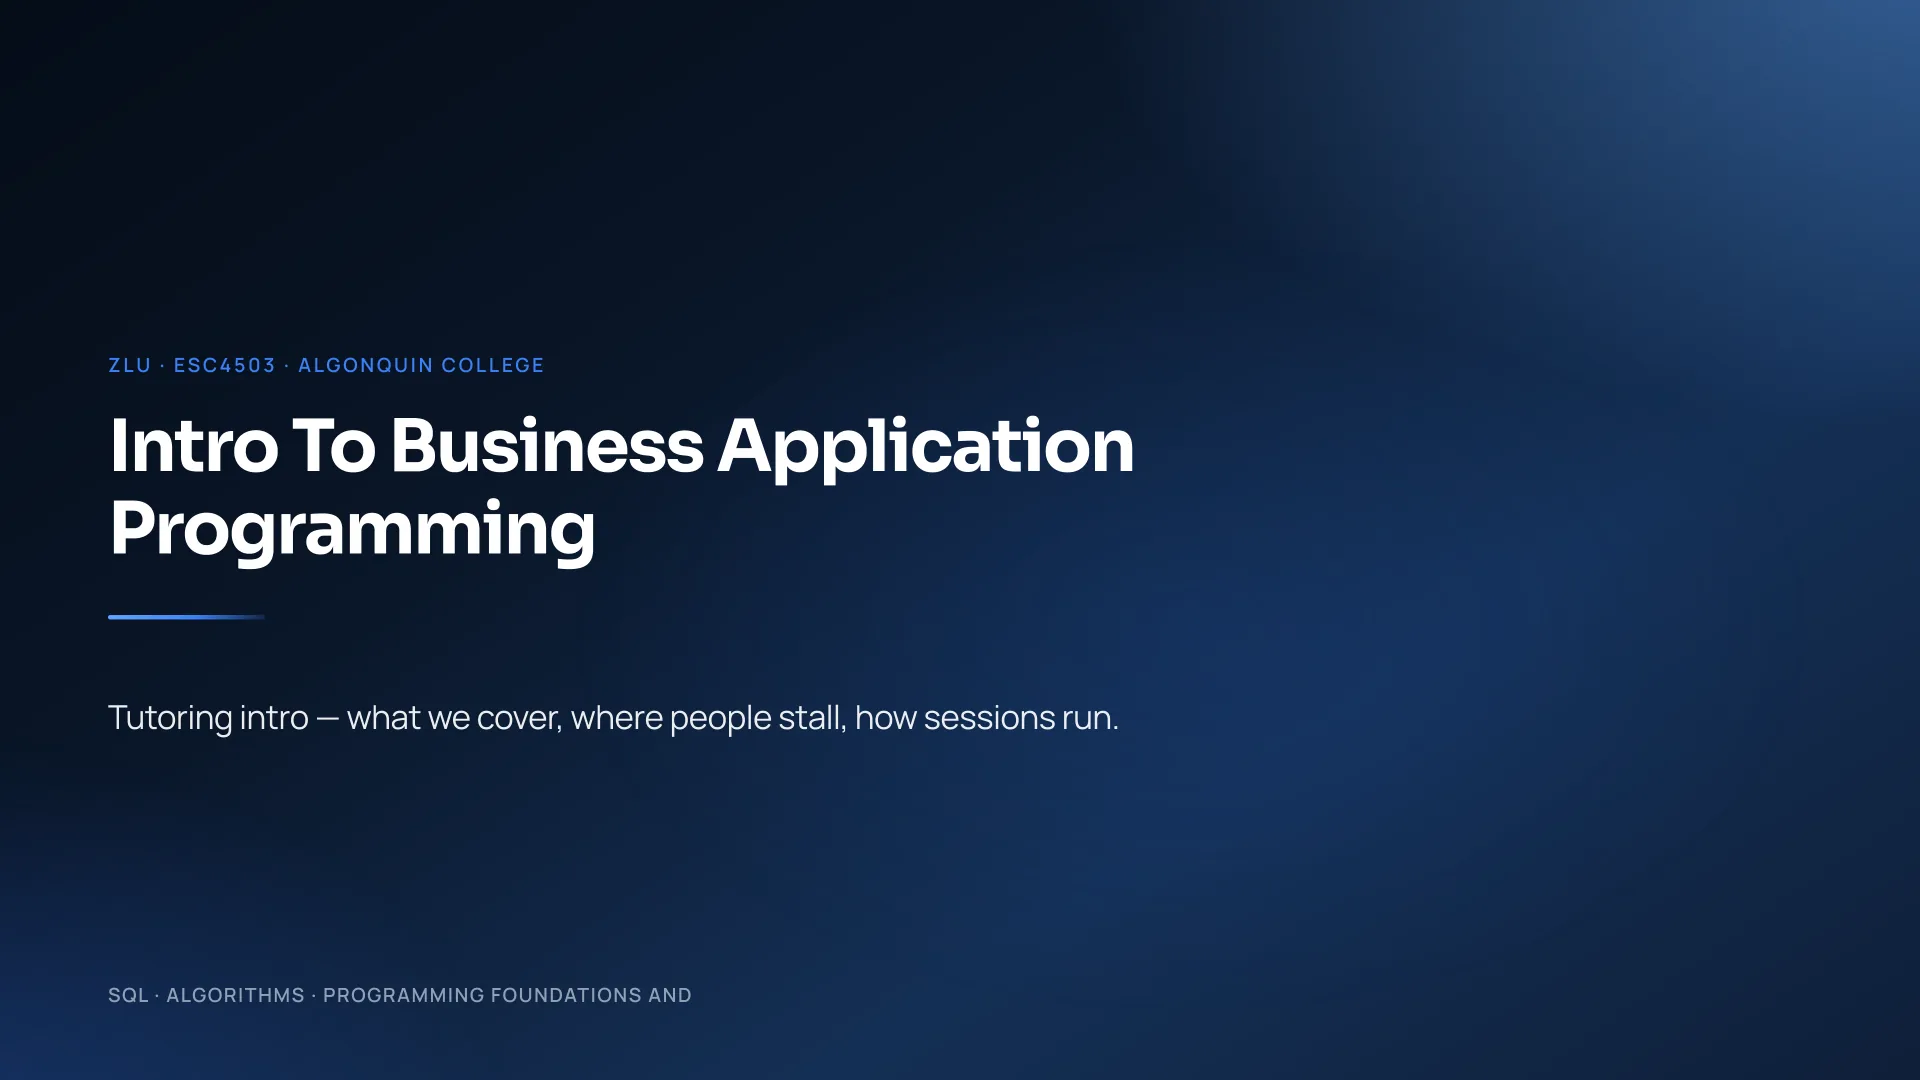 ZLU · ESC4503 · ALGONQUIN COLLEGE
Intro To Business Application
Programming
Tutoring intro — what we cover, where people stall, how sessions run.
SQL · ALGORITHMS · PROGRAMMING FOUNDATIONS AND